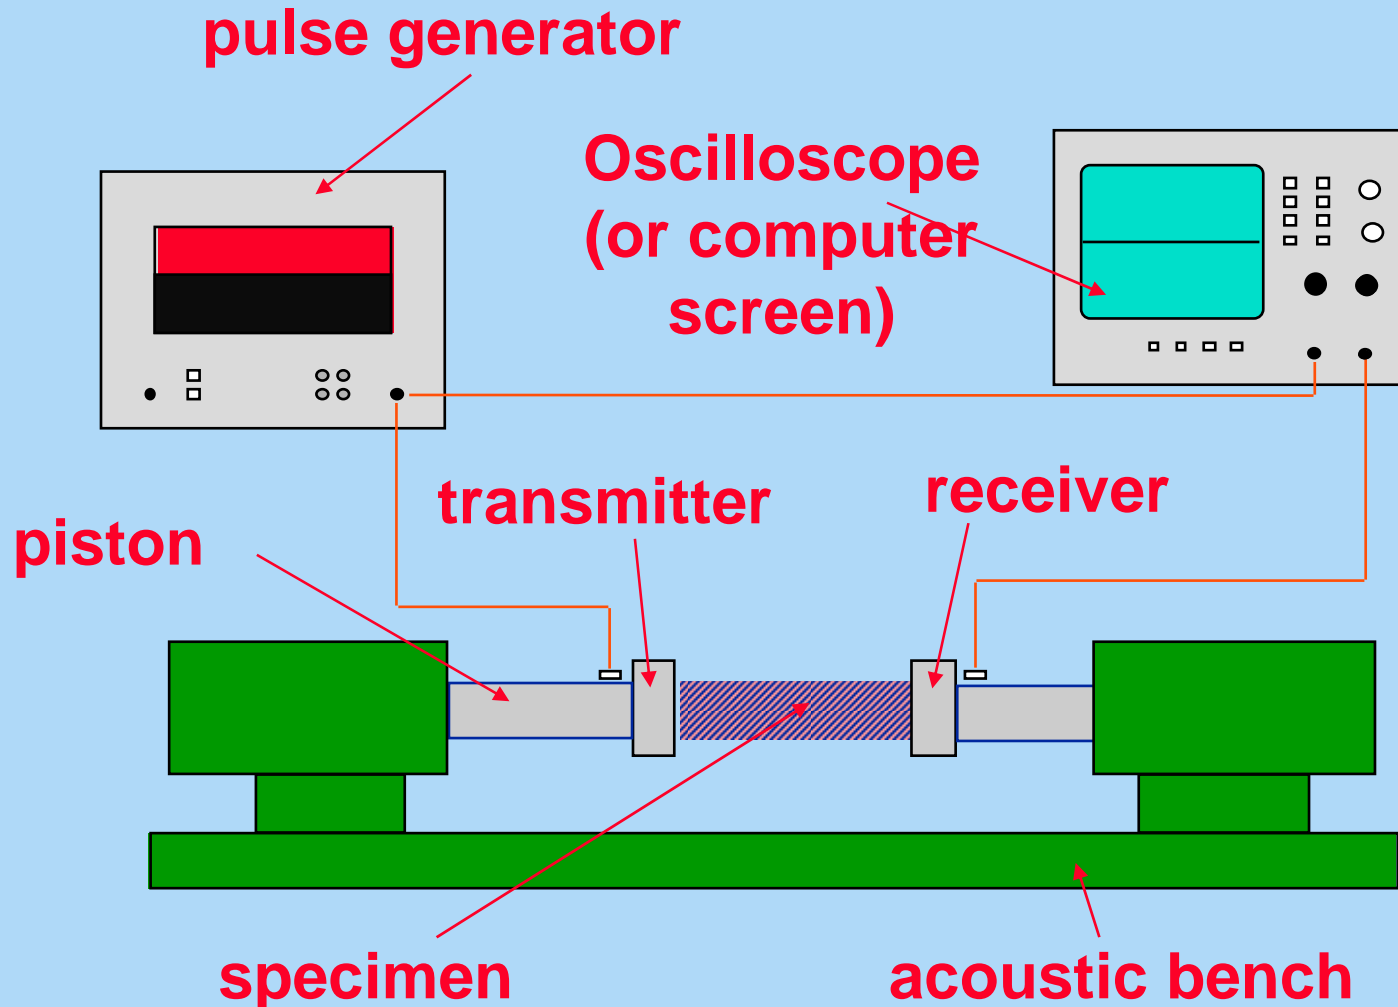 pulse generator
Oscilloscope
(or computer
screen)
transmitter
receiver
piston
specimen
acoustic bench